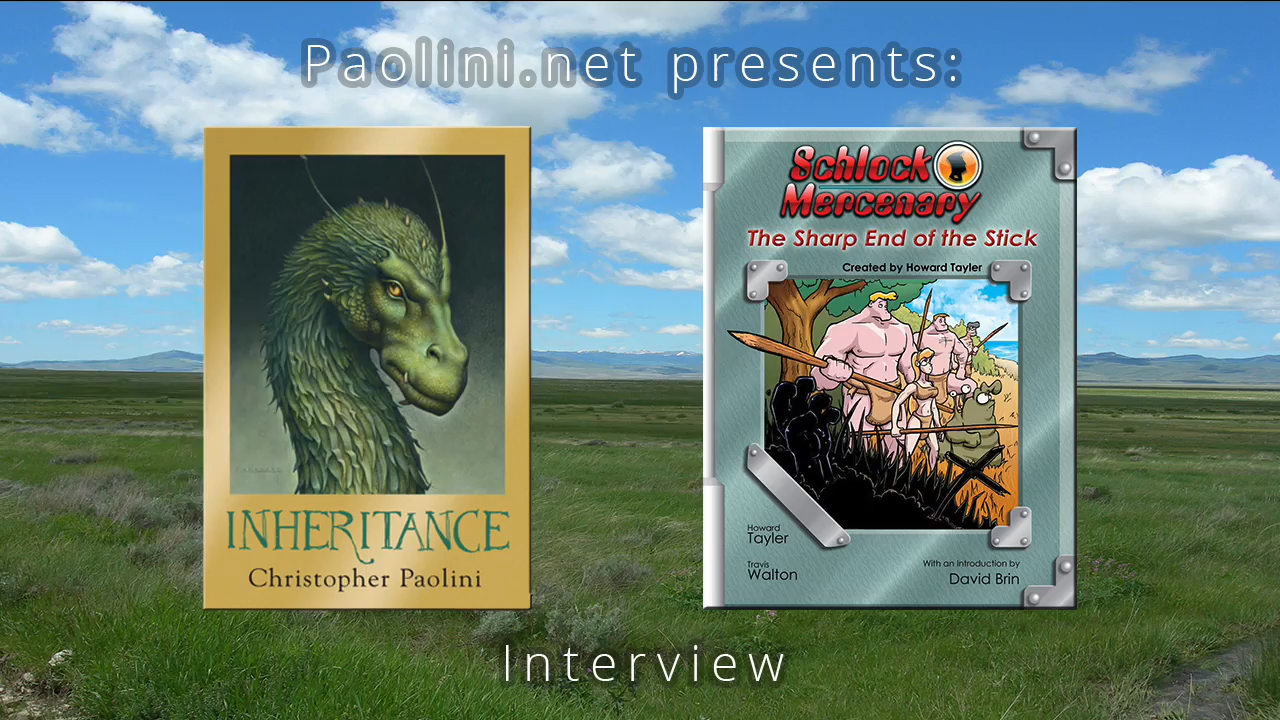 Paolini.net presents:
INHERITANCE
Christopher Paolini
Schlock
Mercenary
The Sharp End of the Stick
Created by Howard Tayler
Howard
Tayler
Travis
Walton
With an Introduction by
David Brin
Interview